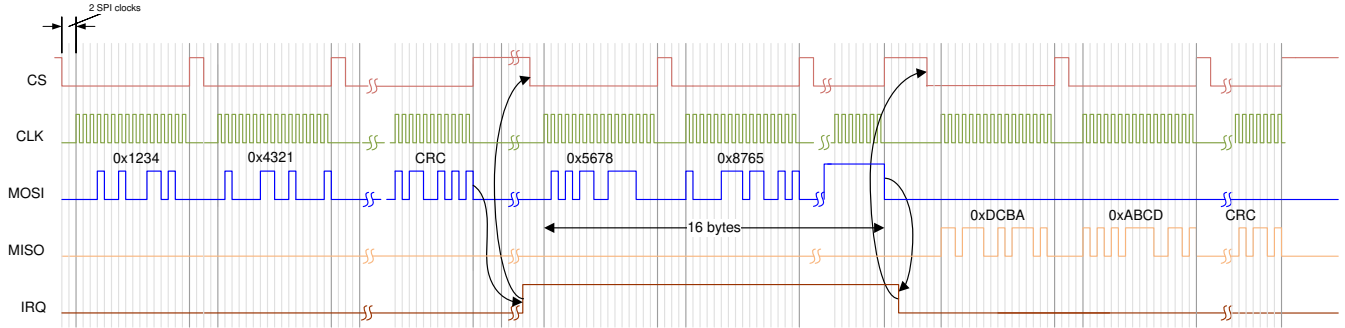 2 SPI clocks
CS
CLK
0x1234 0x4321 CRC 0x5678 0x8765
MOSI
0xDCBA 0xABCD CRC
16 bytes
MISO
IRQ